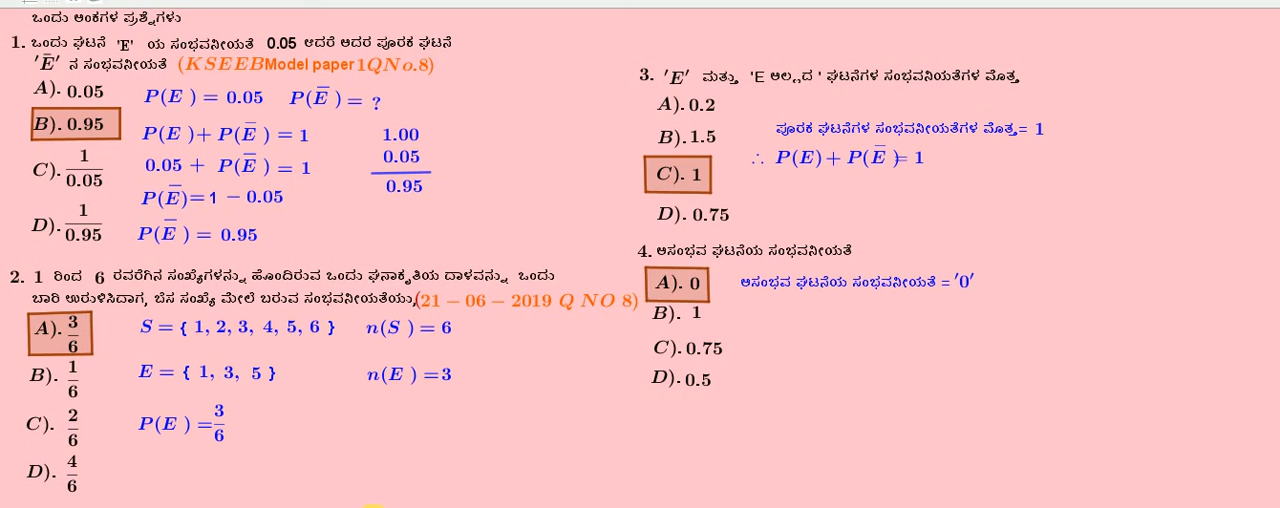 ಒಂದು ಅಂಕಗಳ ಪ್ರಶ್ನೆಗಳು
1. ಒಂದು ಘಟನೆ 'E' ಯ ಸಂಭವನೀಯತೆ 0.05 ಆದರೆ ಅದರ ಪೂರಕ ಘಟನೆ
'E̅' ನ ಸಂಭವನೀಯತೆ (KSEEB Model paper 1QNo.8)
A). 0.05 P(E ) = 0.05 P(E̅ ) = ?
B). 0.95 P(E )+ P(E̅ ) = 1 1.00
C). 1/0.05 0.05 + P(E̅ ) = 1 0.05
P(E̅)= 1 − 0.05 0.95
D). 1/0.95 P(E̅ ) = 0.95
2. 1 ರಿಂದ 6 ರವರೆಗಿನ ಸಂಖ್ಯೆಗಳನ್ನು ಹೊಂದಿರುವ ಒಂದು ಘನಾಕೃತಿಯ ದಾಳವನ್ನು ಒಂದು
ಬಾರಿ ಉರುಳಿಸಿದಾಗ, ಬೆಸ ಸಂಖ್ಯೆ ಮೇಲೆ ಬರುವ ಸಂಭವನೀಯತೆಯು,(21 − 06 − 2019 Q NO 8)
A). 3/6 S = { 1, 2, 3, 4, 5, 6 } n(S ) = 6
B). 1/6 E = { 1, 3, 5 } n(E ) =3
C). 2/6 P(E ) = 3/6
D). 4/6
3. 'E' ಮತ್ತು 'E ಅಲ್ಲದ ' ಘಟನೆಗಳ ಸಂಭವನಿಯತೆಗಳ ಮೊತ್ತ
A). 0.2
B). 1.5 ಪೂರಕ ಘಟನೆಗಳ ಸಂಭವನೀಯತೆಗಳ ಮೊತ್ತ = 1
C). 1 ∴ P(E) + P(E̅ )= 1
D). 0.75
4. ಅಸಂಭವ ಘಟನೆಯ ಸಂಭವನೀಯತೆ
A). 0 ಅಸಂಭವ ಘಟನೆಯ ಸಂಭವನೀಯತೆ = '0'
B). 1
C). 0.75
D). 0.5